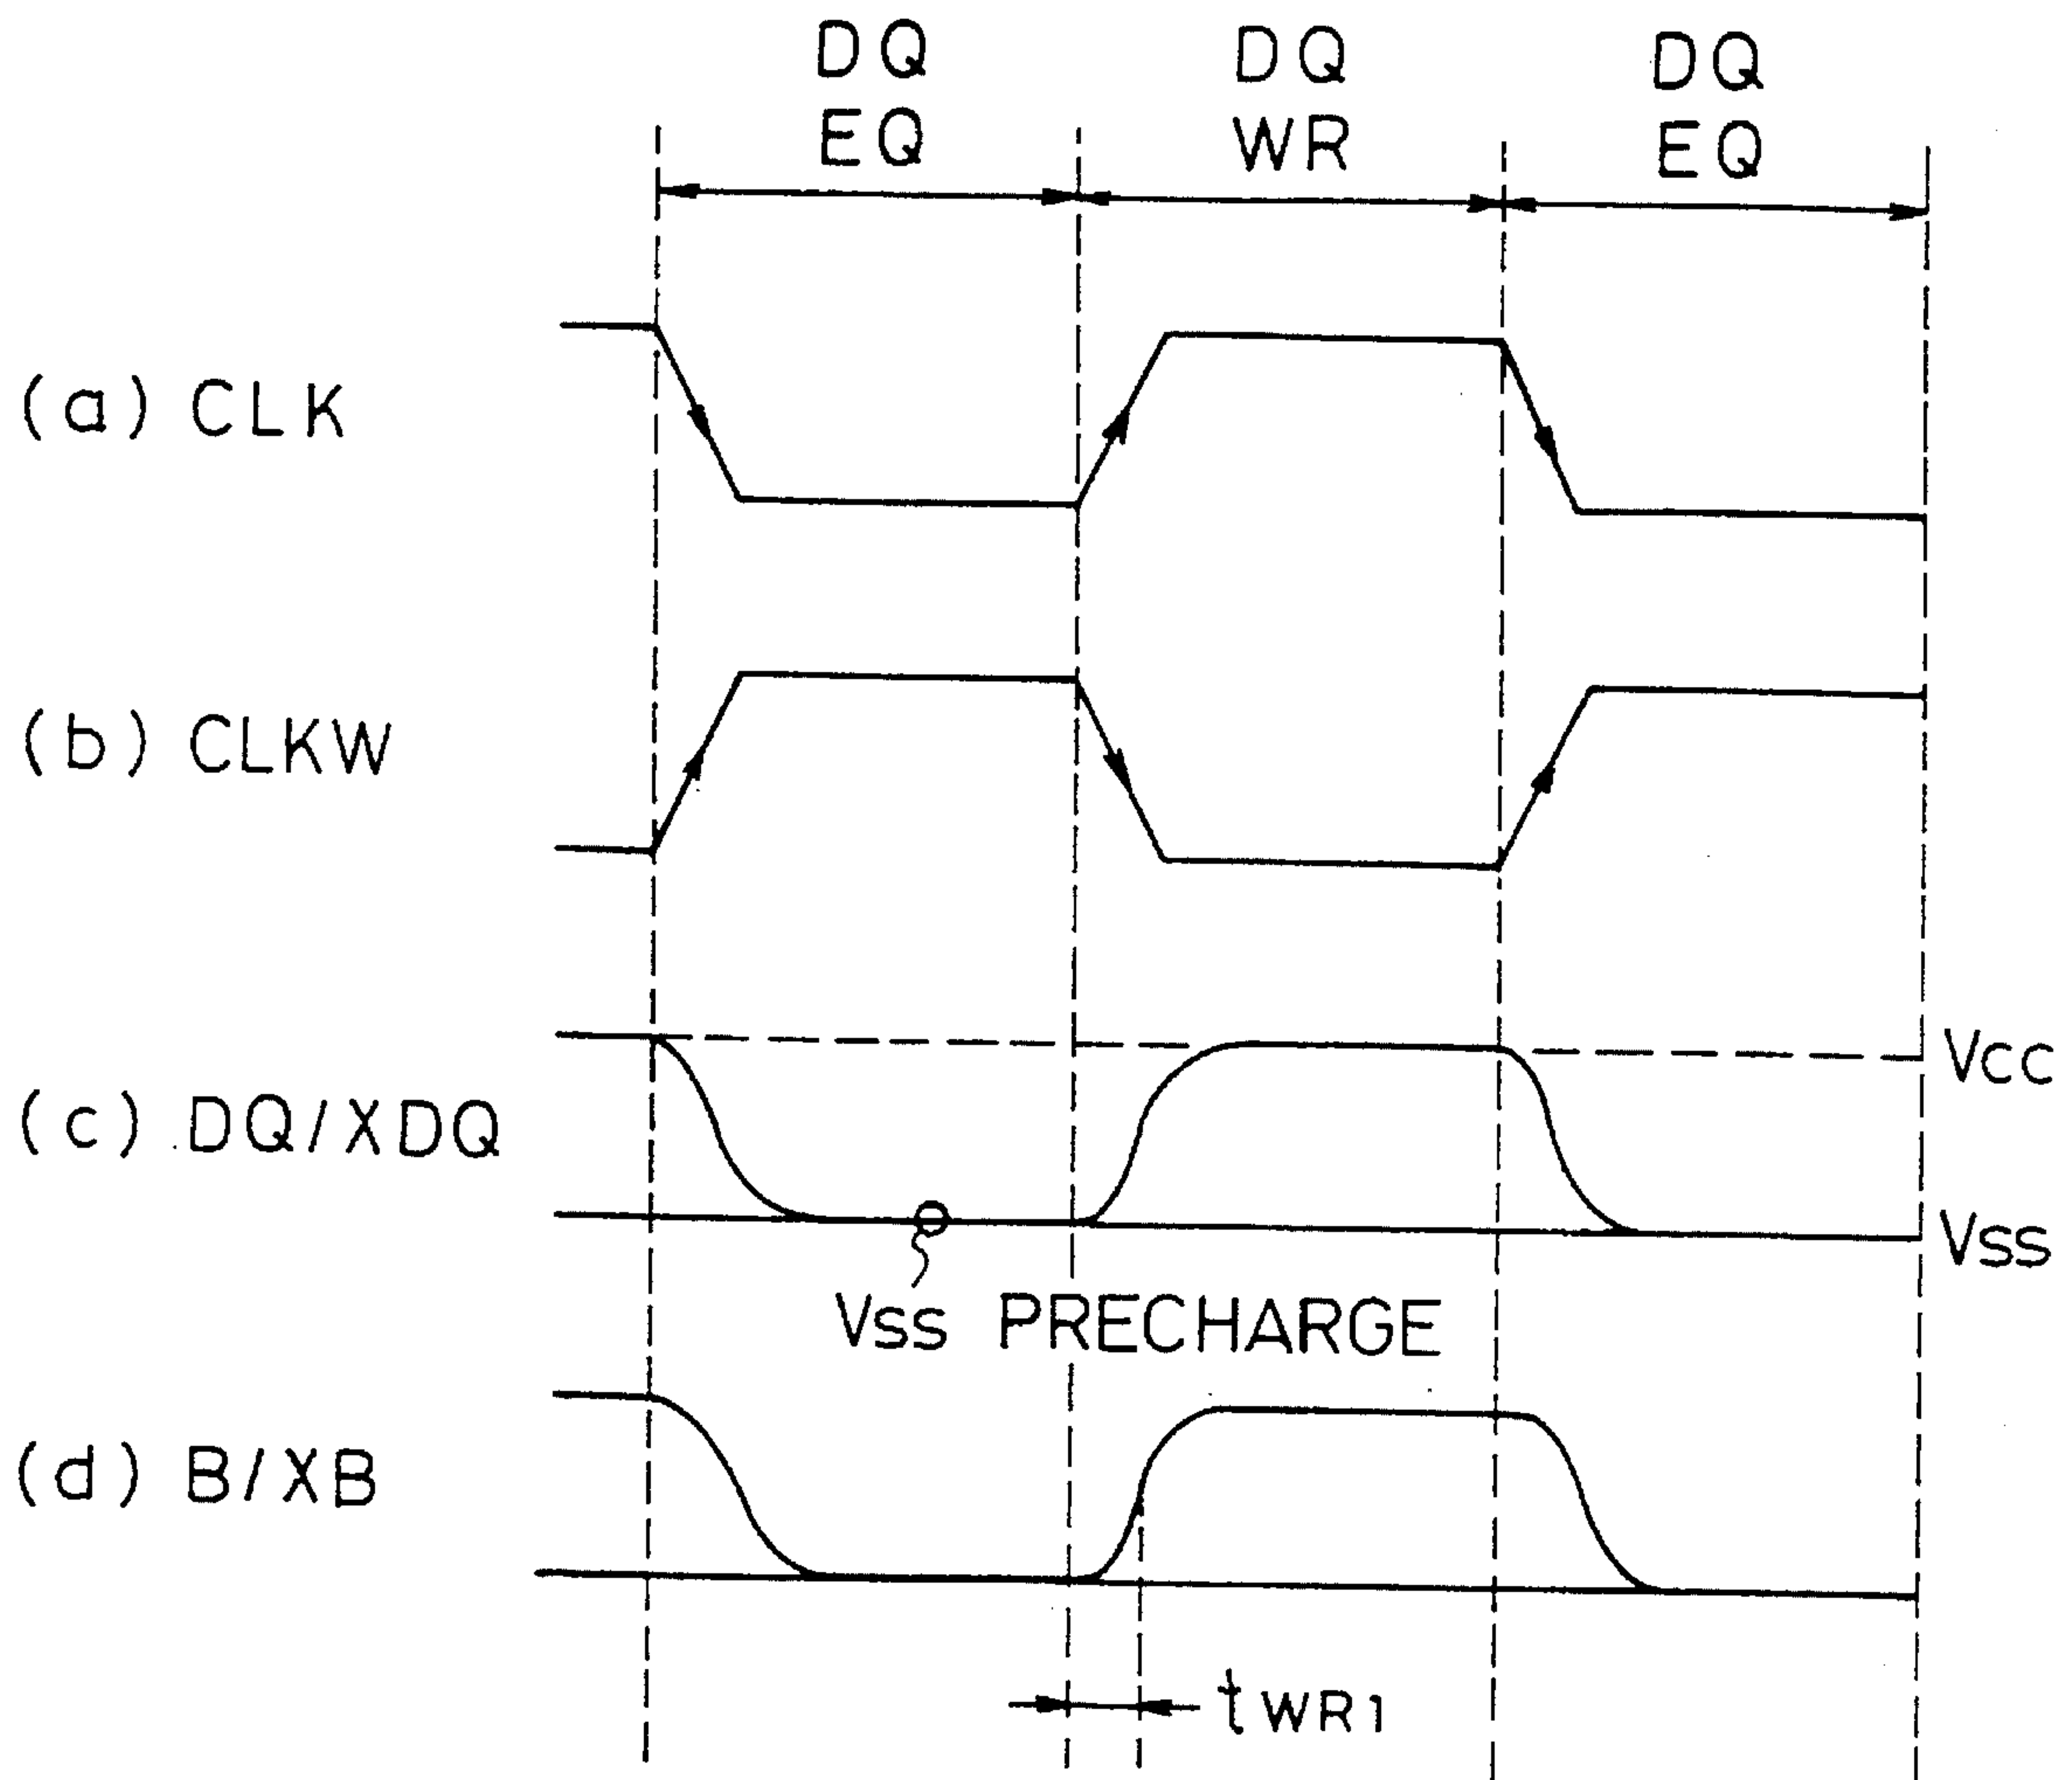 DQ EQ
DQ WR
DQ EQ
(a) CLK
(b) CLKW
VCC
(c) DQ/XDQ
VSS
VSS PRECHARGE
(d) B/XB
tWR1